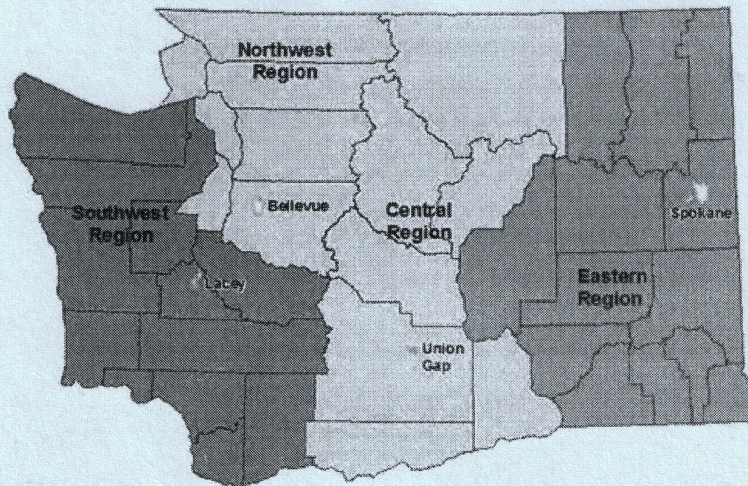 Northwest
Region
Southwest
Region
Bellevue
Central
Region
Spokane
Lacey
Eastern
Region
Union
Gap